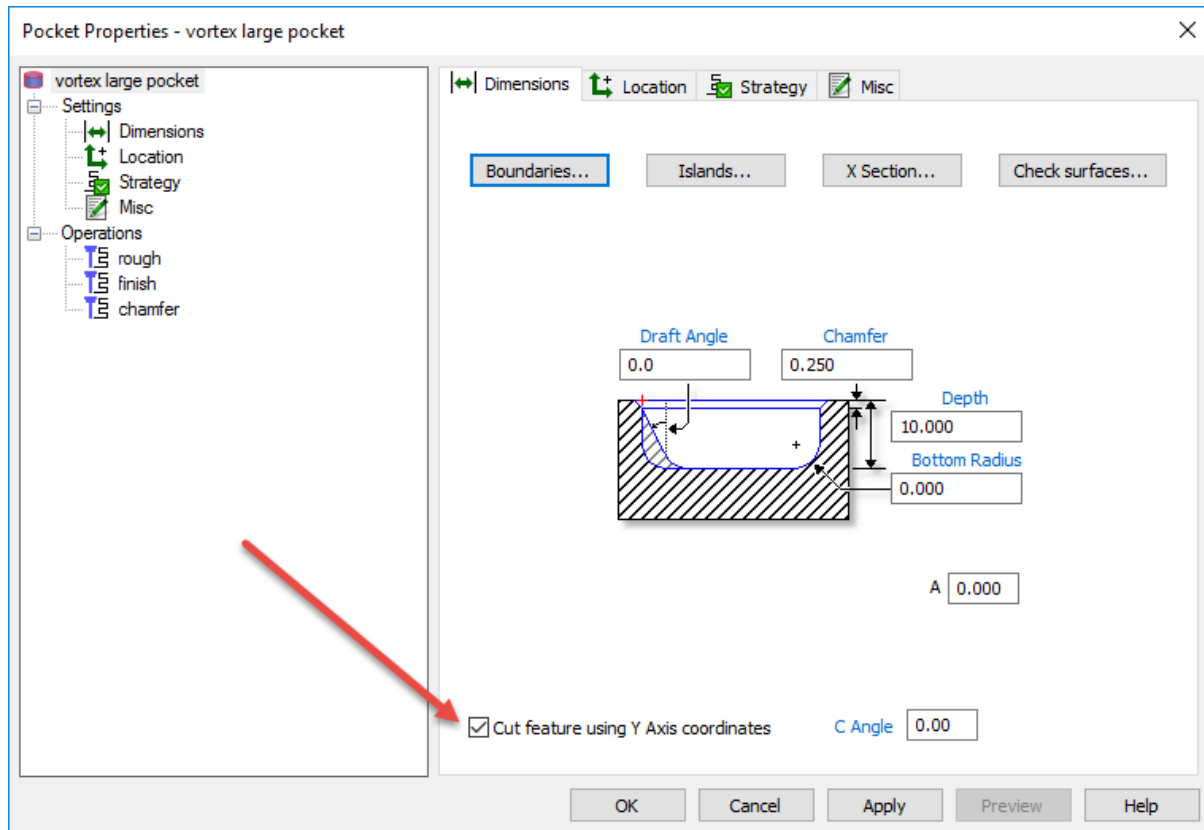 Pocket Properties - vortex large pocket
vortex large pocket
Settings
Dimensions
Location
Strategy
Misc
Operations
rough
finish
chamfer
Dimensions Location Strategy Misc
Boundaries... Islands... X Section... Check surfaces...
Draft Angle Chamfer
0.0 0.250
Depth
10.000
Bottom Radius
0.000
A 0.000
Cut feature using Y Axis coordinates C Angle 0.00
OK Cancel Apply Preview Help